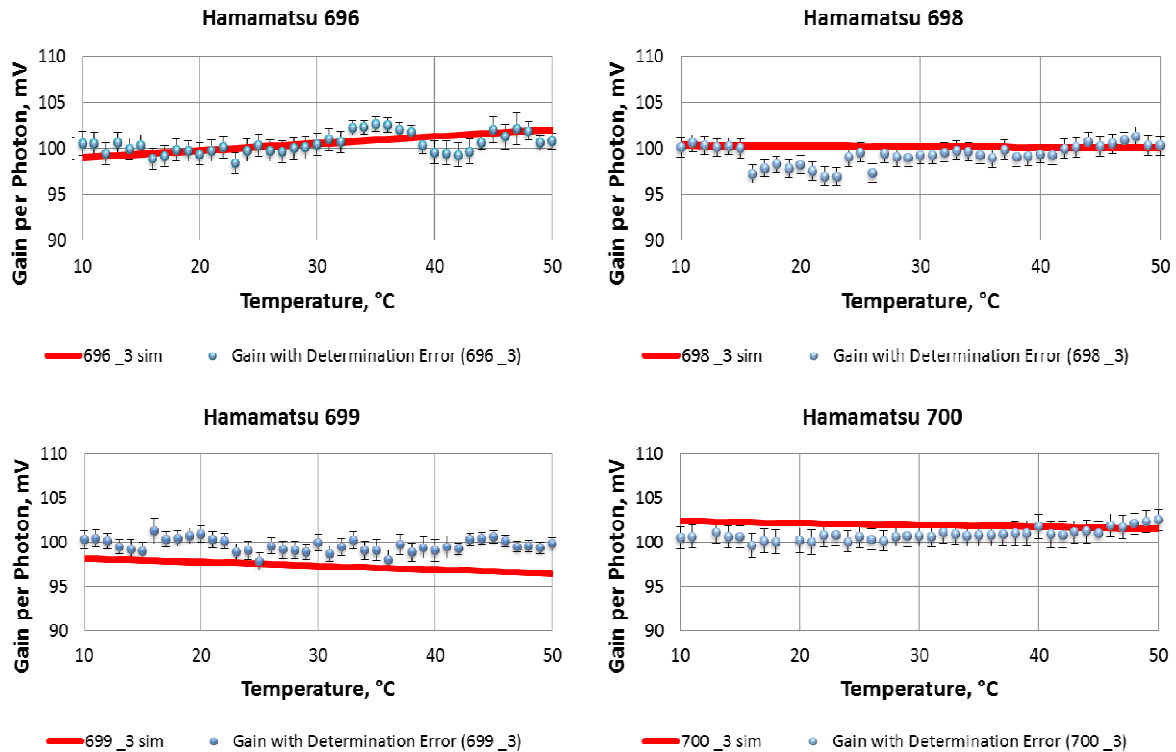 Hamamatsu 696
Gain per Photon, mV
110
105
100
95
90
10 20 30 40 50
Temperature, °C
696 _3 sim Gain with Determination Error (696 _3)
Hamamatsu 698
Gain per Photon, mV
110
105
100
95
90
10 20 30 40 50
Temperature, °C
698 _3 sim Gain with Determination Error (698 _3)
Hamamatsu 699
Gain per Photon, mV
110
105
100
95
90
10 20 30 40 50
Temperature, °C
699 _3 sim Gain with Determination Error (699 _3)
Hamamatsu 700
Gain per Photon, mV
110
105
100
95
90
10 20 30 40 50
Temperature, °C
700 _3 sim Gain with Determination Error (700 _3)